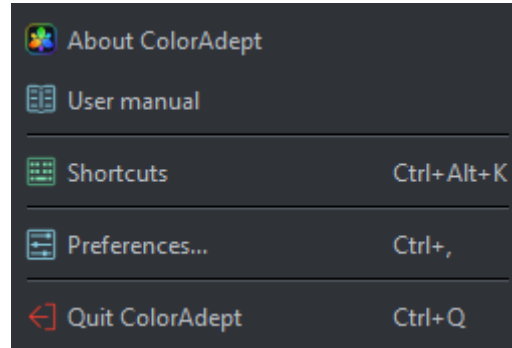 About ColorAdept
User manual
Shortcuts Ctrl+Alt+K
Preferences... Ctrl+,
Quit ColorAdept Ctrl+Q